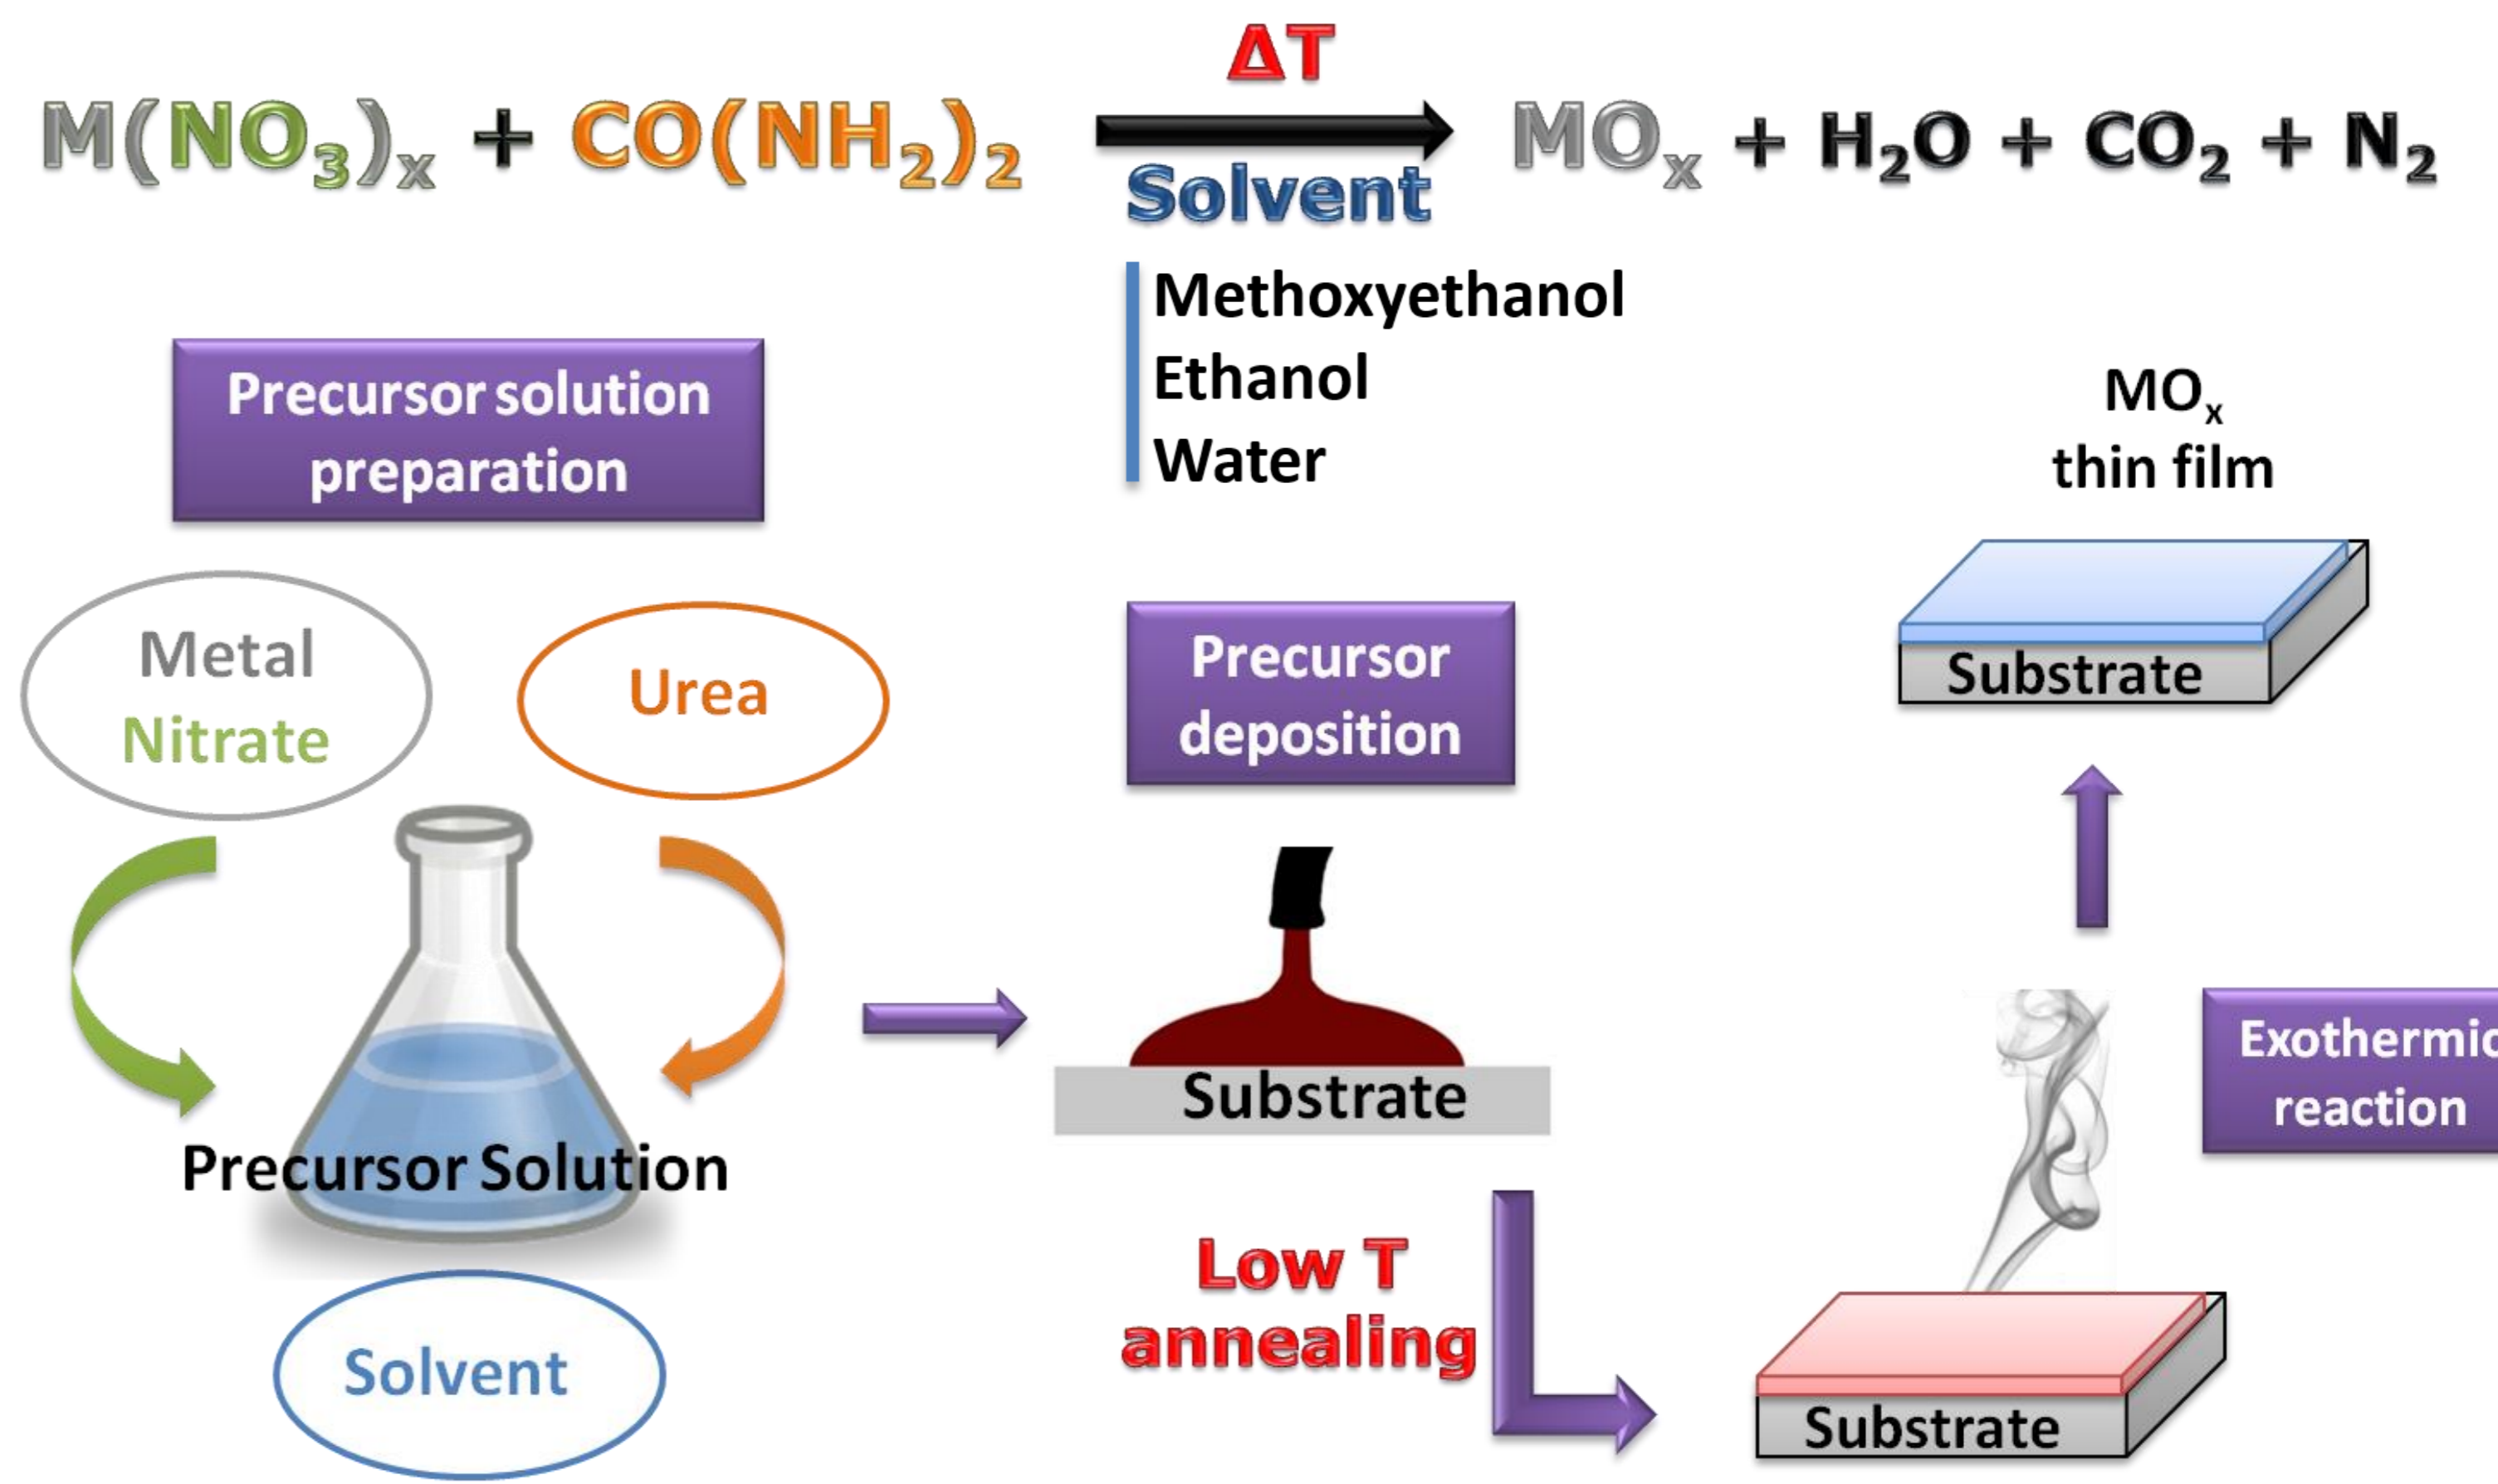 ΔT
M(NO₃)ₓ + CO(NH₂)₂ MOₓ + H₂O + CO₂ + N₂
Solvent
Methoxyethanol
Ethanol
Water
Precursor solution
preparation
Metal
Nitrate
Urea
Precursor Solution
Solvent
Precursor
deposition
Substrate
Low T
annealing
Substrate
Exothermic
reaction
MOₓ
thin film
Substrate